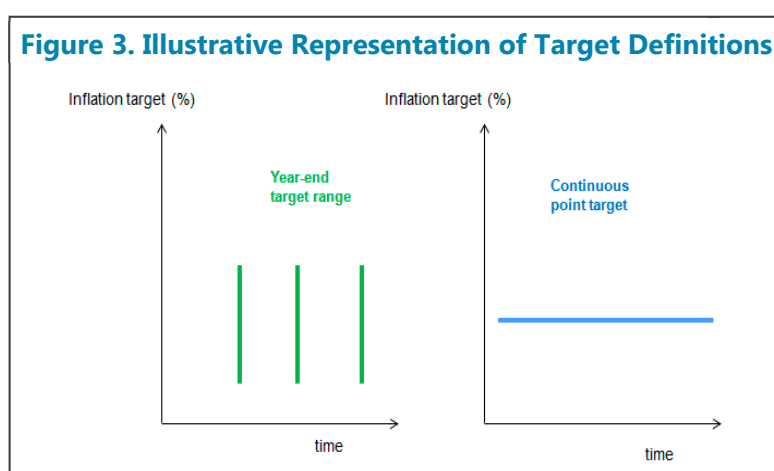 Figure 3. Illustrative Representation of Target Definitions
Inflation target (%)
Year-end
target range
time
Inflation target (%)
Continuous
point target
time